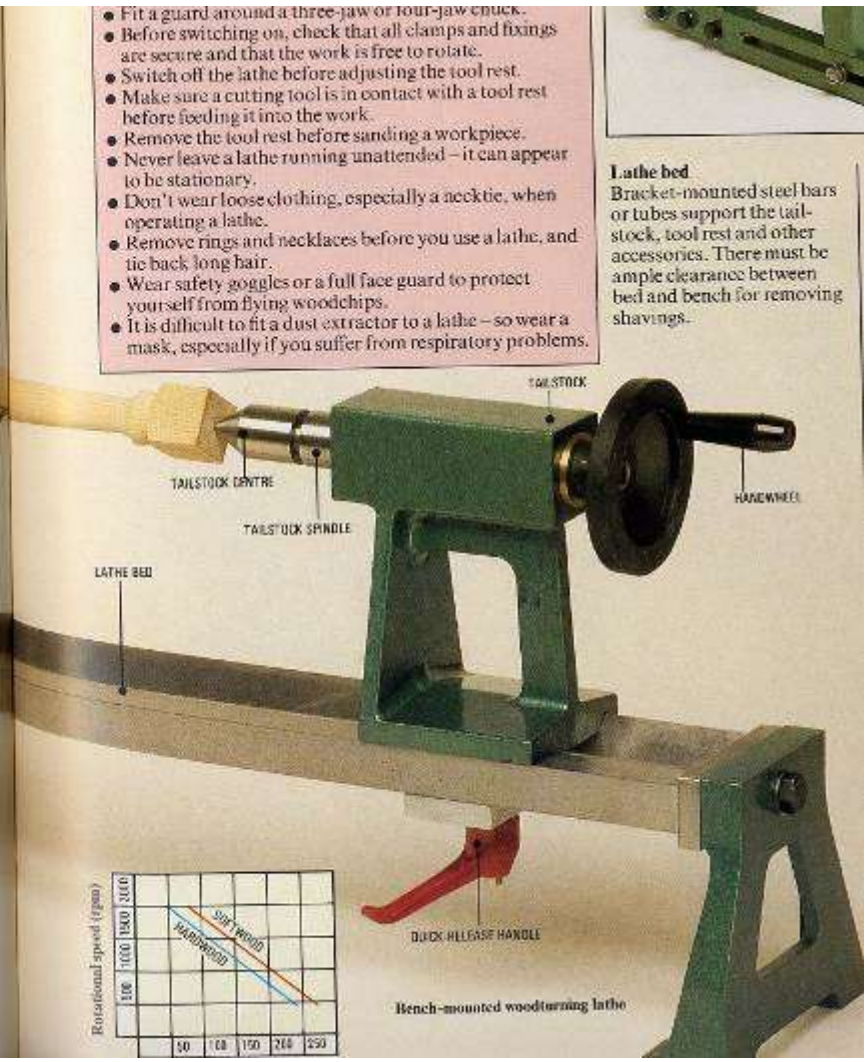 ● Fit a guard around a three-jaw or four-jaw chuck.
● Before switching on, check that all clamps and fixings
are secure and that the work is free to rotate.
● Switch off the lathe before adjusting the tool rest.
● Make sure a cutting tool is in contact with a tool rest
before feeding it into the work.
● Remove the tool rest before sanding a workpiece.
● Never leave a lathe running unattended – it can appear
to be stationary.
● Don't wear loose clothing, especially a necktie, when
operating a lathe.
● Remove rings and necklaces before you use a lathe, and
tie back long hair.
● Wear safety goggles or a full face guard to protect
yourself from flying woodchips.
● It is difficult to fit a dust extractor to a lathe – so wear a
mask, especially if you suffer from respiratory problems.
Lathe bed
Bracket-mounted steel bars
or tubes support the tail-
stock, tool rest and other
accessories. There must be
ample clearance between
bed and bench for removing
shavings.
TAILSTOCK
TAILSTOCK CENTRE
HANDWHEEL
TAILSTOCK SPINDLE
LATHE BED
QUICK-RELEASE HANDLE
Bench-mounted woodturning lathe
Rotational speed (rpm)
2000
1500
1000
500
SOFTWOOD
HARDWOOD
50 100 150 200 250